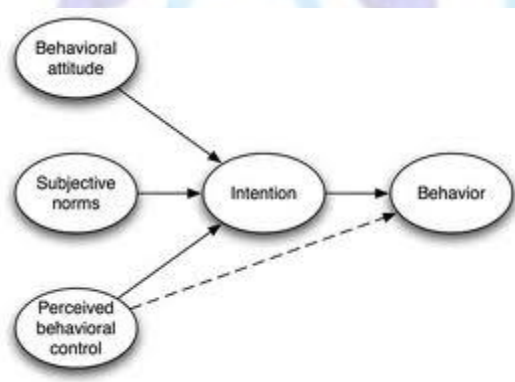 Behavioral
attitude
Subjective
norms
Intention
Behavior
Perceived
behavioral
control